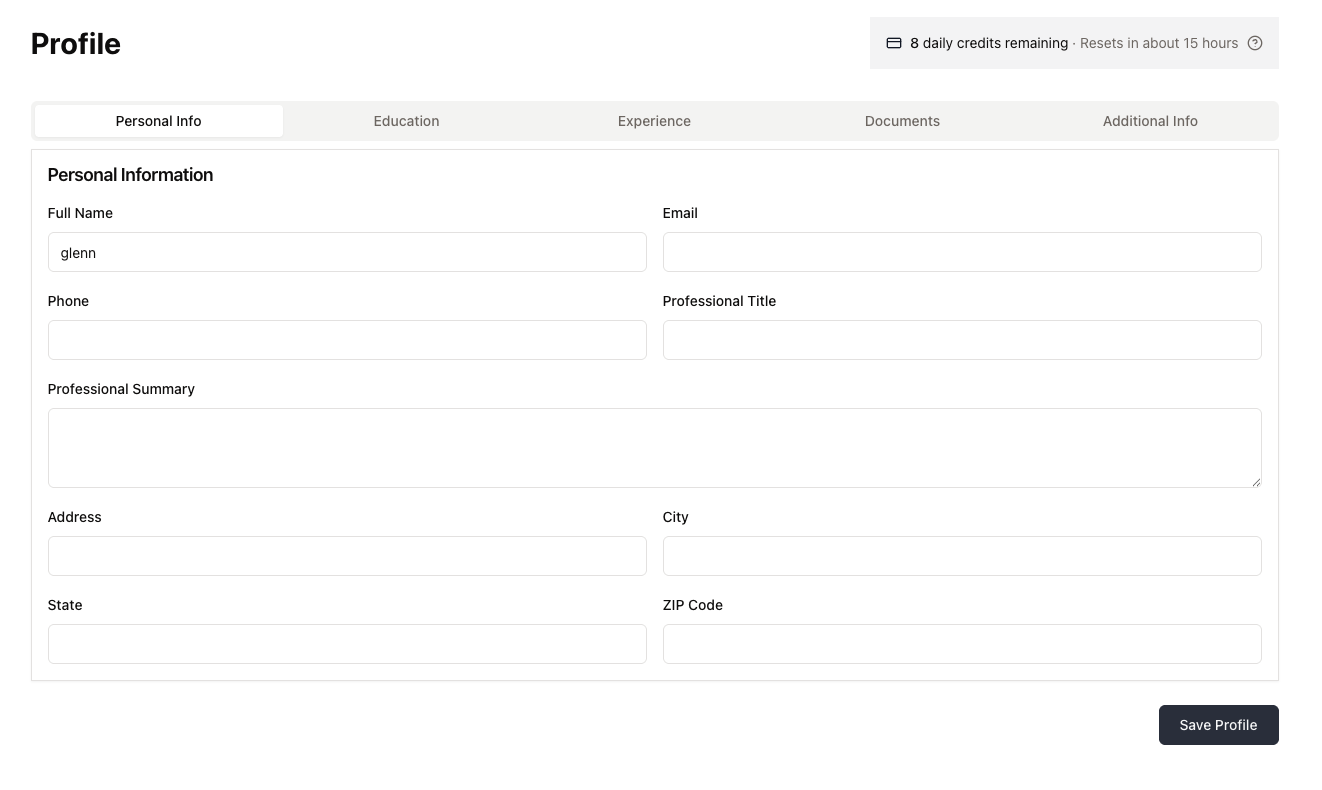 Profile
8 daily credits remaining · Resets in about 15 hours
Personal Info Education Experience Documents Additional Info
Personal Information
Full Name Email
glenn
Phone Professional Title
Professional Summary
Address City
State ZIP Code
Save Profile